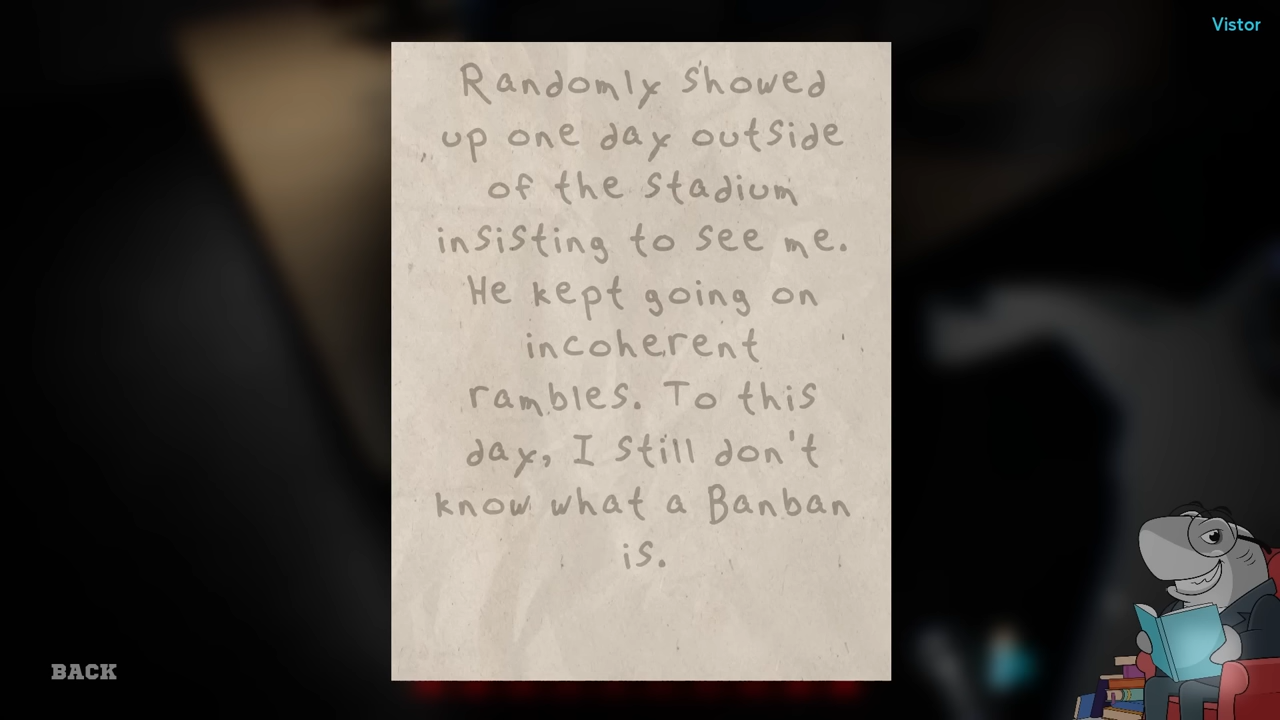 Vistor
Randomly showed
up one day outside
of the stadium
insisting to see me.
He kept going on
incoherent
rambles. To this
day, I still don't
know what a Banban
is.
BACK